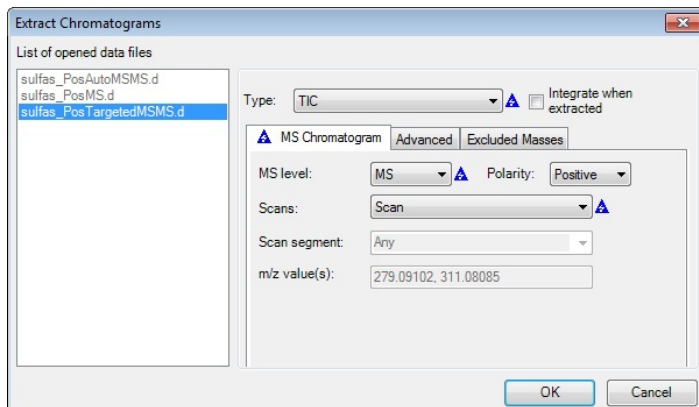 Extract Chromatograms
List of opened data files
sulfas_PosAutoMSMS.d
sulfas_PosMS.d
sulfas_PosTargetedMSMS.d
Type: TIC
Integrate when
extracted
MS Chromatogram Advanced Excluded Masses
MS level: MS Polarity: Positive
Scans: Scan
Scan segment: Any
m/z value(s): 279.09102, 311.08085
OK Cancel